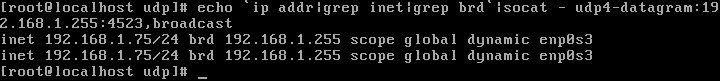 [root@localhost udp]# echo `ip addr|grep inet|grep brd`|socat - udp4-datagram:19
2.168.1.255:4523,broadcast
inet 192.168.1.75/24 brd 192.168.1.255 scope global dynamic enp0s3
inet 192.168.1.75/24 brd 192.168.1.255 scope global dynamic enp0s3
[root@localhost udp]# _